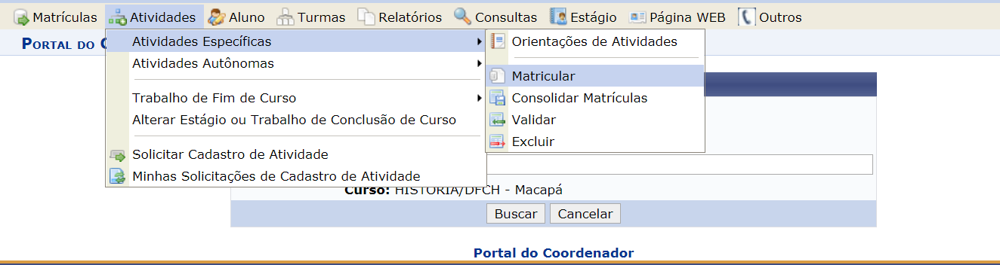 Matrículas Atividades Aluno Turmas Relatórios Consultas Estágio Página WEB Outros
PORTAL DO C
Atividades Específicas
Atividades Autônomas
Trabalho de Fim de Curso
Alterar Estágio ou Trabalho de Conclusão de Curso
Solicitar Cadastro de Atividade
Minhas Solicitações de Cadastro de Atividade
Orientações de Atividades
Matricular
Consolidar Matrículas
Validar
Excluir
Curso: HISTÓRIA/DFCH - Macapá
Buscar Cancelar
Portal do Coordenador